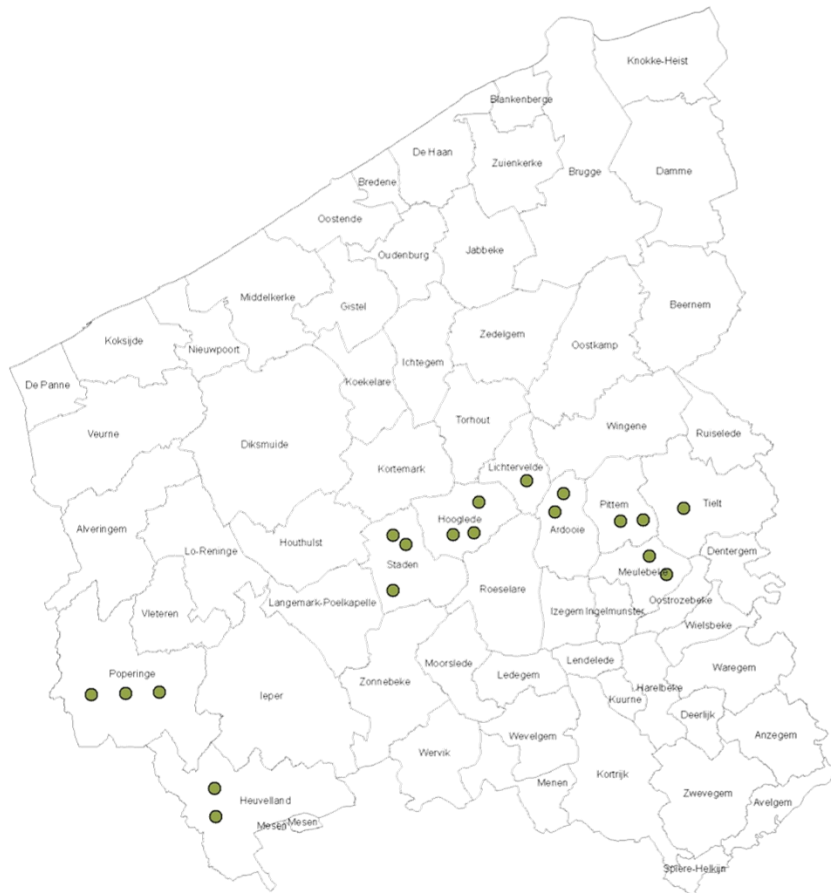 Knokke-Heist
Blankenberge
De Haan
Zuienkerke
Brugge
Damme
Bredene
Oostende
Oudenburg
Jabbeke
Middelkerke
Gistel
Beernem
Koksijde
Nieuwpoort
Zedelgem
Oostkamp
Ichtegem
De Panne
Koekelare
Veurne
Torhout
Wingene
Ruiselede
Diksmuide
Kortemark
Lichtervelde
Pittem
Tielt
Alveringem
Hooglede
Ardooie
Houthulst
Lo-Reninge
Dentergem
Staden
Meulebeke
Roeselare
Langemark-Poelkapelle
Oostrozebeke
Vleteren
Izegem
Ingelmunster
Wielsbeke
Poperinge
Moorslede
Lendelede
Waregem
Zonnebeke
Ledegem
Ieper
Harelbeke
Kuurne
Deerlijk
Anzegem
Wevelgem
Wervik
Kortrijk
Menen
Zwevegem
Heuvelland
Avelgem
Mesen
Mesen
Spiere-Helkijn